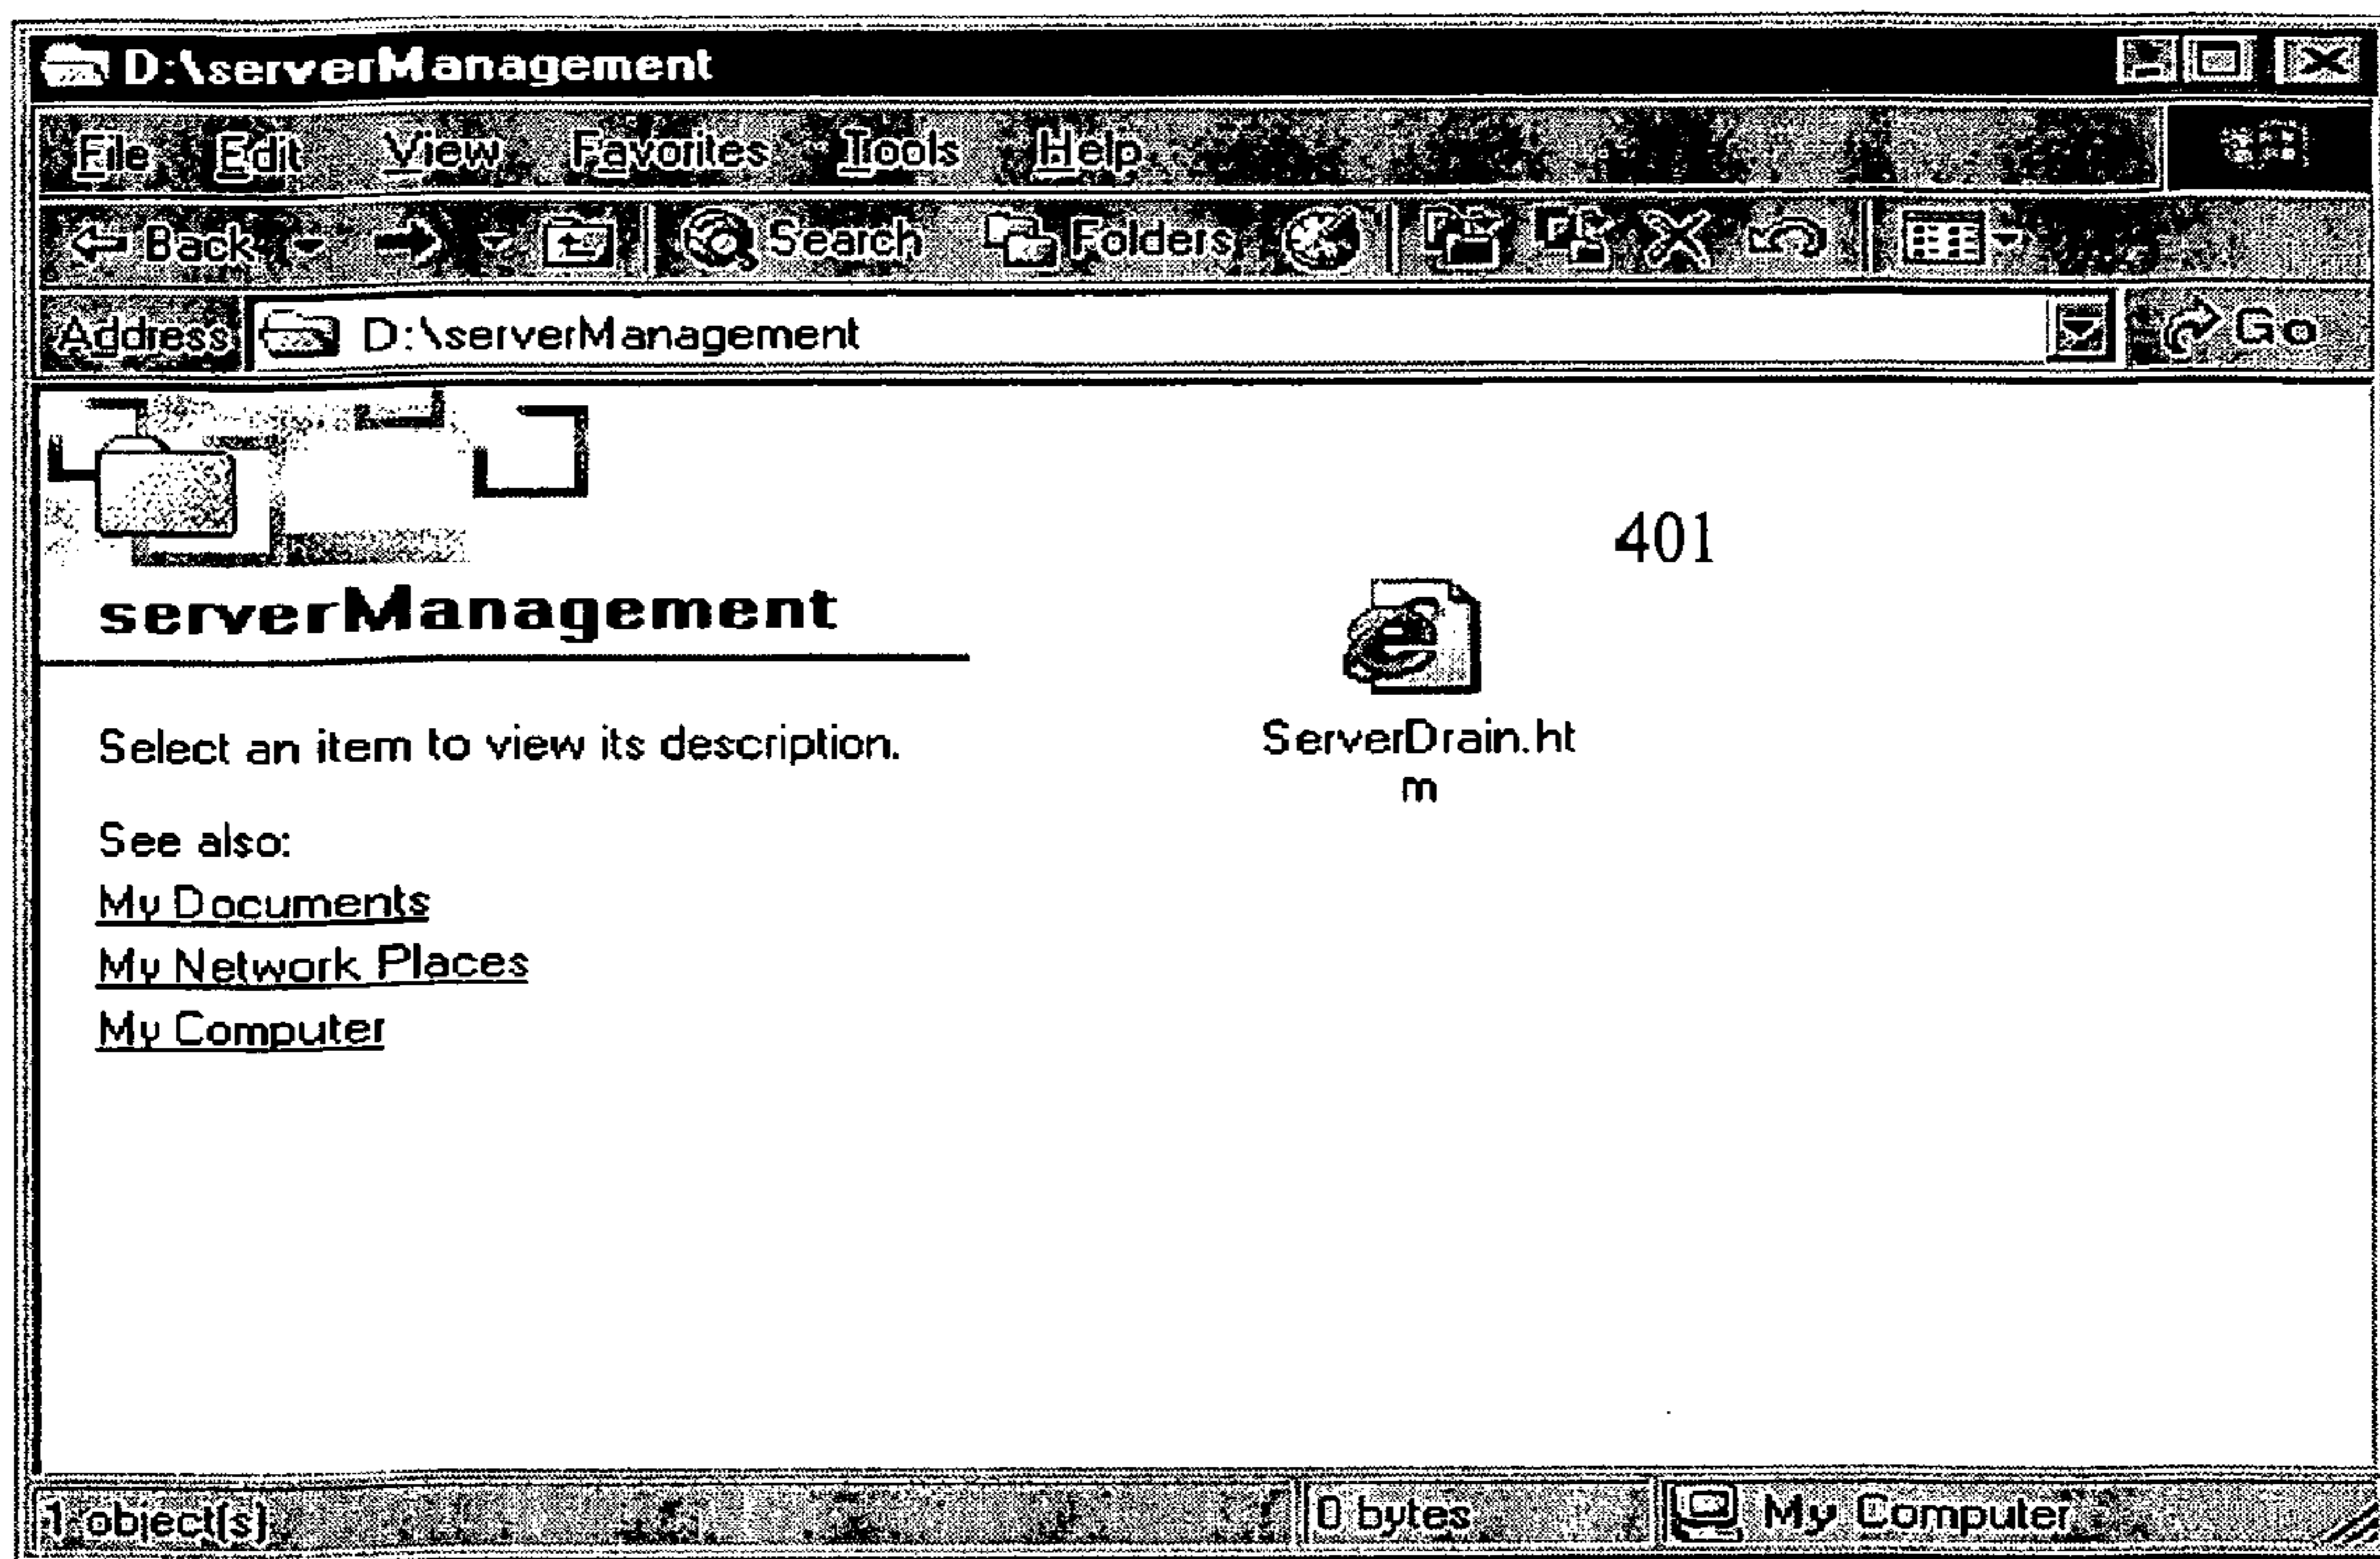 D:\serverManagement
File Edit View Favorites Tools Help
Back Search Folders
Address D:\serverManagement Go
401
serverManagement
ServerDrain.ht
m
Select an item to view its description.
See also:
My Documents
My Network Places
My Computer
1 object(s) 0 bytes My Computer